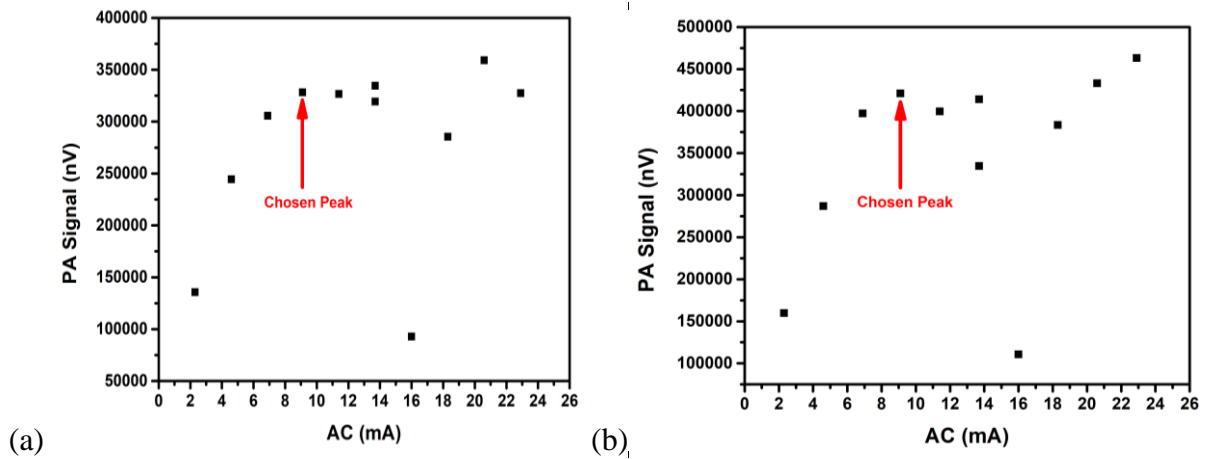 400000
350000
300000
250000
200000
150000
100000
50000
PA Signal (nV)
Chosen Peak
0 2 4 6 8 10 12 14 16 18 20 22 24 26
AC (mA)
(a)
500000
450000
400000
350000
300000
250000
200000
150000
100000
PA Signal (nV)
Chosen Peak
0 2 4 6 8 10 12 14 16 18 20 22 24 26
AC (mA)
(b)